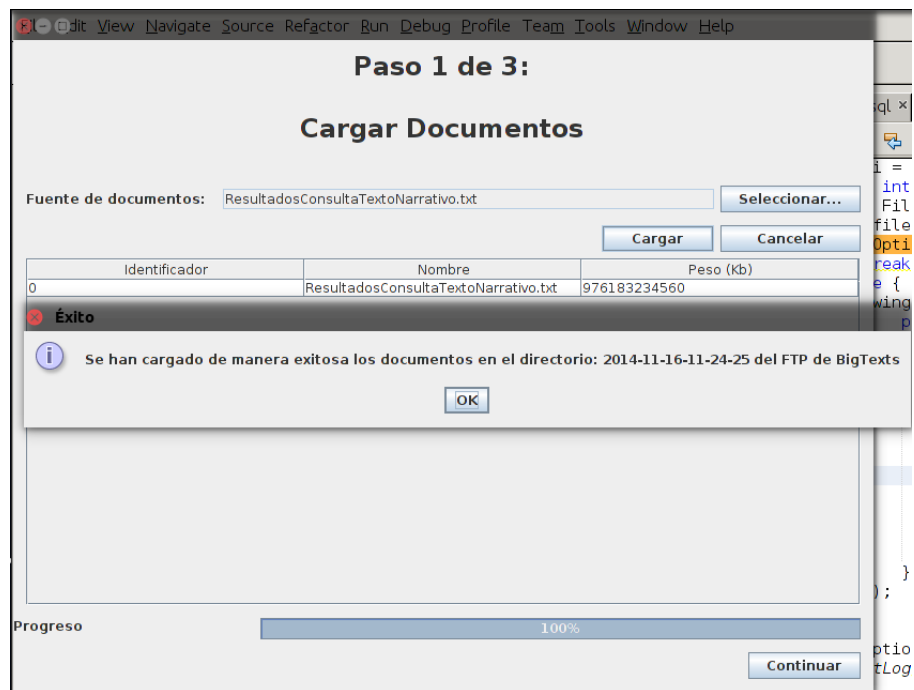 Edit View Navigate Source Refactor Run Debug Profile Team Tools Window Help
Paso 1 de 3:
sql ×
Cargar Documentos
i =
Fuente de documentos: ResultadosConsultaTextoNarrativo.txt Seleccionar...
int
Fil
file
Cargar Cancelar
Opti
Identificador Nombre Peso (Kb)
reak
0 ResultadosConsultaTextoNarrativo.txt 976183234560
e {
wing
Éxito
p
Se han cargado de manera exitosa los documentos en el directorio: 2014-11-16-11-24-25 del FTP de BigTexts
OK
}
);
Progreso 100%
ptio
Continuar
tLog